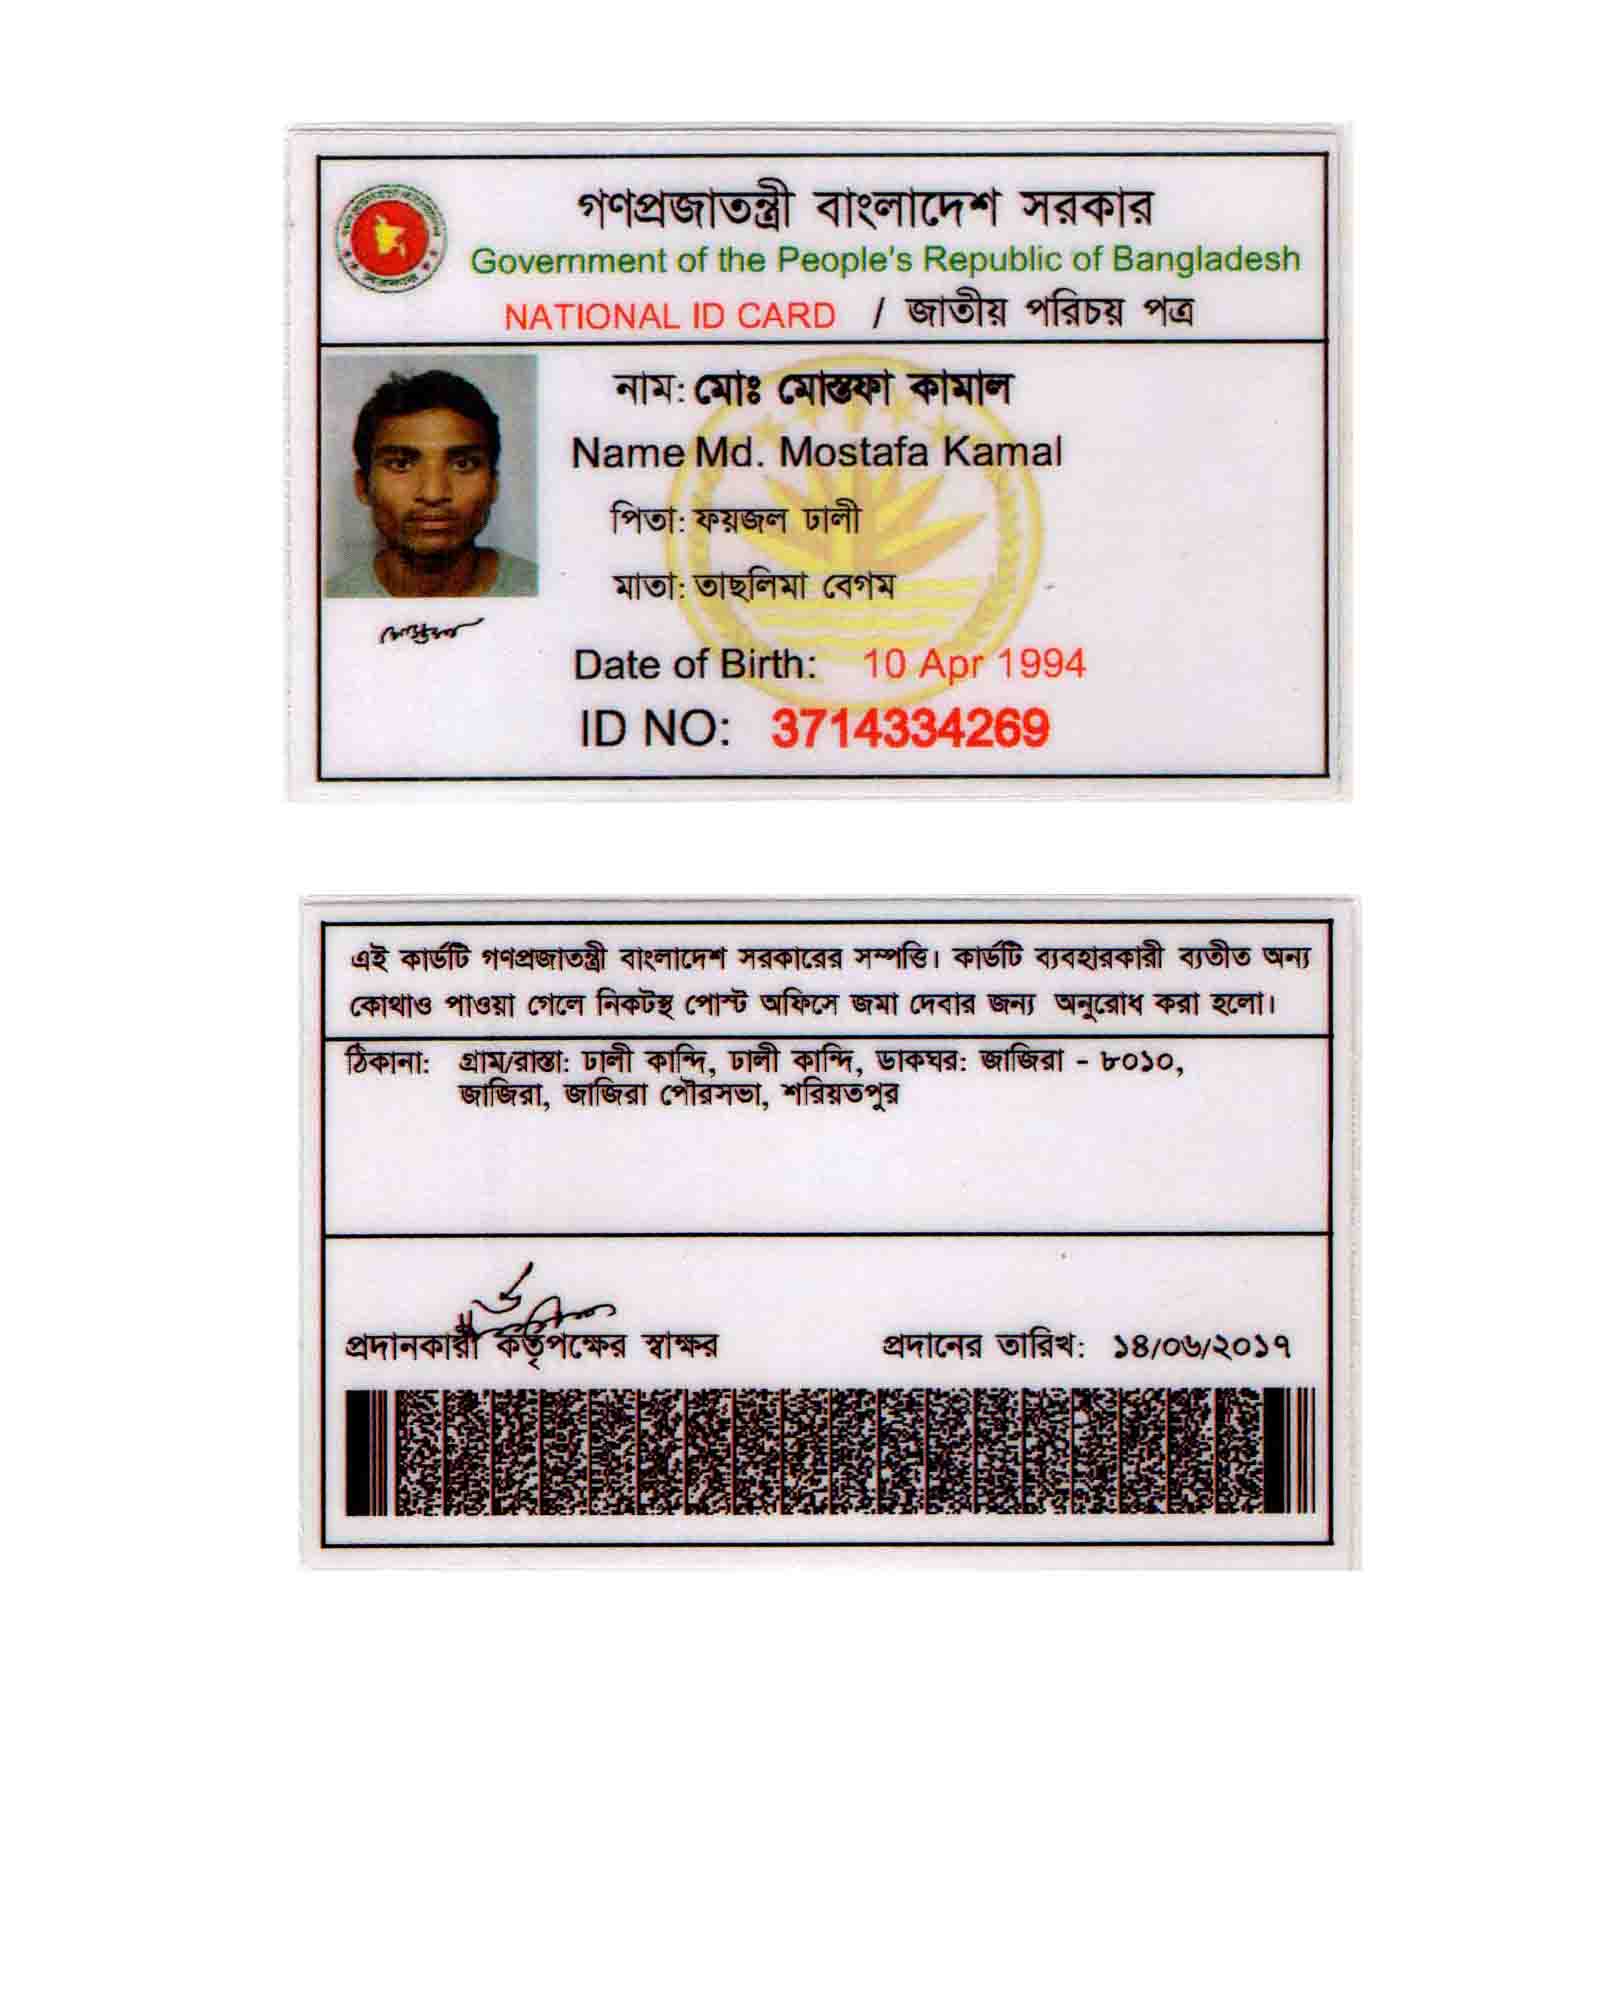 গণপ্রজাতন্ত্রী বাংলাদেশ সরকার
Government of the People's Republic of Bangladesh
NATIONAL ID CARD / জাতীয় পরিচয় পত্র
নাম: মোঃ মোস্তফা কামাল
Name Md. Mostafa Kamal
পিতা: ফয়জল ঢালী
মাতা: তাছলিমা বেগম
Date of Birth: 10 Apr 1994
ID NO: 3714334269
এই কার্ডটি গণপ্রজাতন্ত্রী বাংলাদেশ সরকারের সম্পত্তি। কার্ডটি ব্যবহারকারী ব্যতীত অন্য
কোথাও পাওয়া গেলে নিকটস্থ পোস্ট অফিসে জমা দেবার জন্য অনুরোধ করা হলো।
ঠিকানা: গ্রাম/রাস্তা: ঢালী কান্দি, ঢালী কান্দি, ডাকঘর: জাজিরা - ৮০১০,
জাজিরা, জাজিরা পৌরসভা, শরিয়তপুর
প্রদানকারী কর্তৃপক্ষের স্বাক্ষর প্রদানের তারিখ: ১৪/০৬/২০১৭